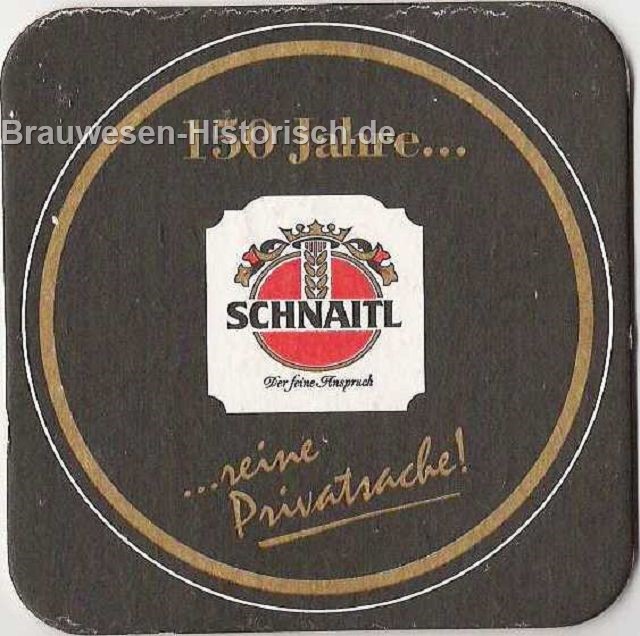 150 Jahre...
Brauwesen-Historisch.de
SCHNAITL
Der feine Anspruch
...reine
Privatsache!